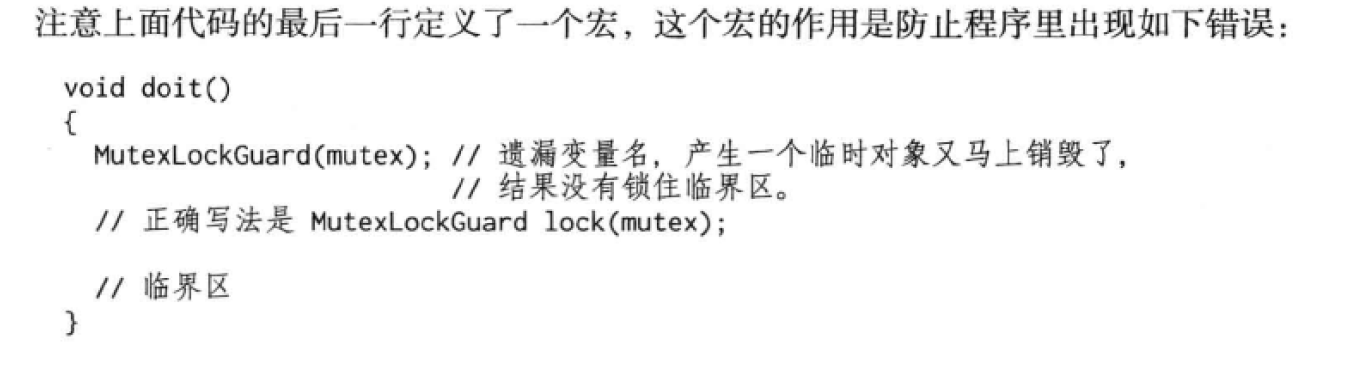 注意上面代码的最后一行定义了一个宏，这个宏的作用是防止程序里出现如下错误：
void doit()
{
MutexLockGuard(mutex); // 遗漏变量名，产生一个临时对象又马上销毁了，
// 结果没有锁住临界区。
// 正确写法是 MutexLockGuard lock(mutex);
// 临界区
}